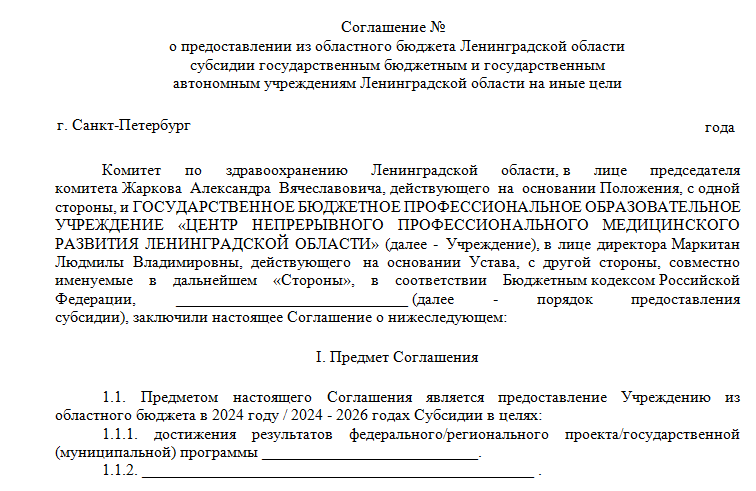 Соглашение №
о предоставлении из областного бюджета Ленинградской области
субсидии государственным бюджетным и государственным
автономным учреждениям Ленинградской области на иные цели
г. Санкт-Петербург года
Комитет по здравоохранению Ленинградской области, в лице председателя
комитета Жаркова Александра Вячеславовича, действующего на основании Положения, с одной
стороны, и ГОСУДАРСТВЕННОЕ БЮДЖЕТНОЕ ПРОФЕССИОНАЛЬНОЕ ОБРАЗОВАТЕЛЬНОЕ
УЧРЕЖДЕНИЕ «ЦЕНТР НЕПРЕРЫВНОГО ПРОФЕССИОНАЛЬНОГО МЕДИЦИНСКОГО
РАЗВИТИЯ ЛЕНИНГРАДСКОЙ ОБЛАСТИ» (далее - Учреждение), в лице директора Маркитан
Людмилы Владимировны, действующего на основании Устава, с другой стороны, совместно
именуемые в дальнейшем «Стороны», в соответствии Бюджетным кодексом Российской
Федерации, _____________________________ (далее - порядок предоставления
субсидии), заключили настоящее Соглашение о нижеследующем:
I. Предмет Соглашения
1.1. Предметом настоящего Соглашения является предоставление Учреждению из
областного бюджета в 2024 году / 2024 - 2026 годах Субсидии в целях:
1.1.1. достижения результатов федерального/регионального проекта/государственной
(муниципальной) программы ___________________________.
1.1.2. _________________________________________________ .